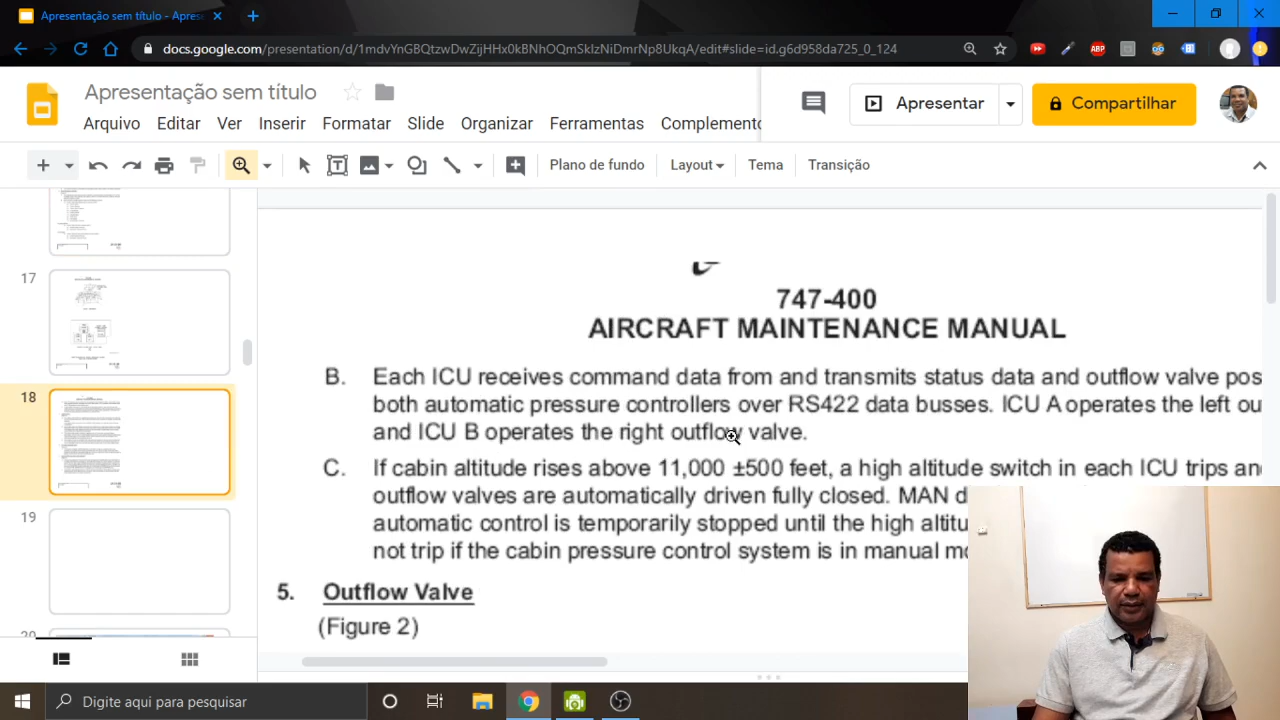 Apresentação sem título - Apres
docs.google.com/presentation/d/1mdvYnGBQtzwDwZijHHx0kBNhOQmSkIzNiDmrNp8UkqA/edit#slide=id.g6d958da725_0_124
ABP
Apresentação sem título
Apresentar
Compartilhar
Arquivo Editar Ver Inserir Formatar Slide Organizar Ferramentas Complemento
Plano de fundo Layout Tema Transição
17
18
19
20
747-400
AIRCRAFT MAINTENANCE MANUAL
B. Each ICU receives command data from and transmits status data and outflow valve pos
both automatic pressure controllers over RS422 data busses. ICU A operates the left ou
and ICU B operates the right outflow valve.
C. If cabin altitude rises above 11,000 ±500 feet, a high altitude switch in each ICU trips an
outflow valves are automatically driven fully closed. MAN d
automatic control is temporarily stopped until the high altitu
not trip if the cabin pressure control system is in manual mo
5. Outflow Valve
(Figure 2)
Digite aqui para pesquisar